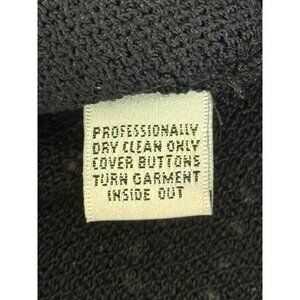 PROFESSIONALLY
DRY CLEAN ONLY
COVER BUTTONS
TURN GARMENT
INSIDE OUT